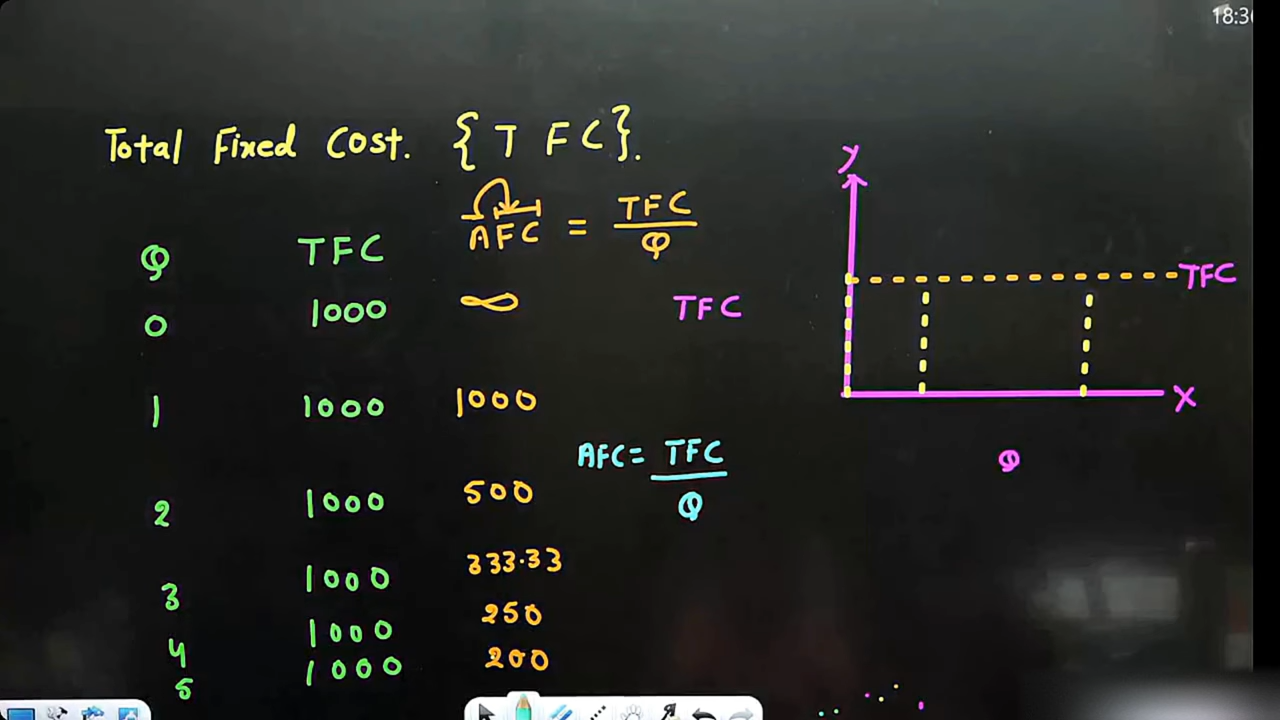 18:36
Total Fixed Cost. {TFC}.
Q TFC AFC = TFC/Q
0 1000 ∞
1 1000 1000
2 1000 500
3 1000 333.33
4 1000 250
5 1000 200
TFC
AFC = TFC/Q
Y
TFC
X
Q